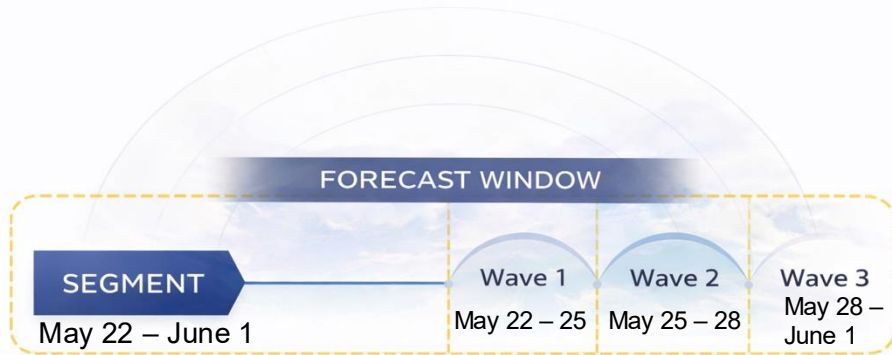 FORECAST WINDOW
SEGMENT
May 22 – June 1
Wave 1
May 22 – 25
Wave 2
May 25 – 28
Wave 3
May 28 –
June 1